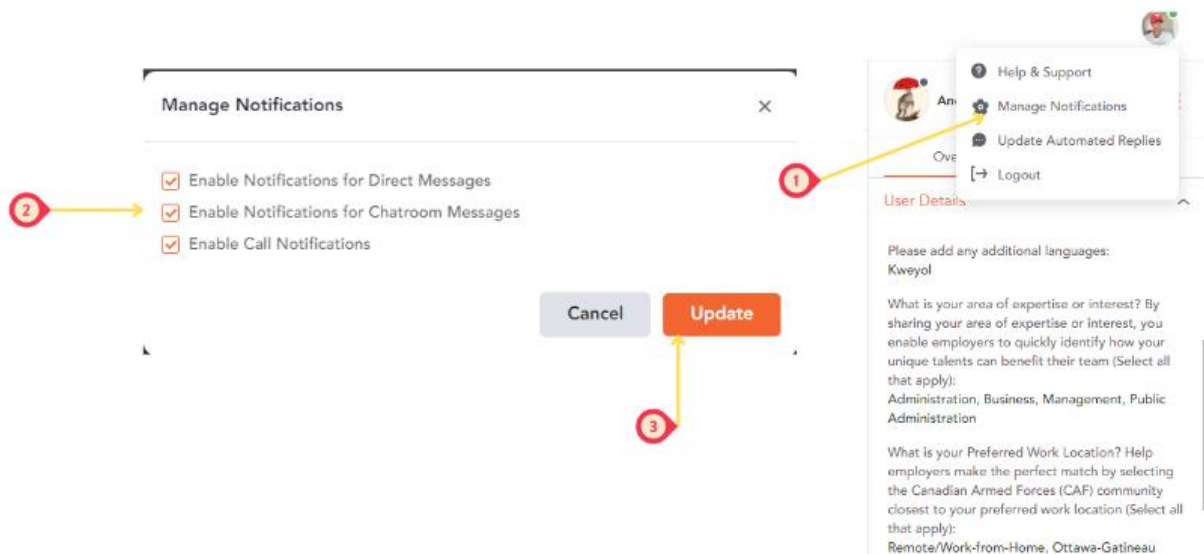 Manage Notifications
Enable Notifications for Direct Messages
2
Enable Notifications for Chatroom Messages
Enable Call Notifications
Cancel
Update
3
Help & Support
Manage Notifications
Update Automated Replies
Logout
1
User Details
Please add any additional languages:
Kweyol
What is your area of expertise or interest? By
sharing your area of expertise or interest, you
enable employers to quickly identify how your
unique talents can benefit their team (Select all
that apply):
Administration, Business, Management, Public
Administration
What is your Preferred Work Location? Help
employers make the perfect match by selecting
the Canadian Armed Forces (CAF) community
closest to your preferred work location (Select all
that apply):
Remote/Work-from-Home, Ottawa-Gatineau